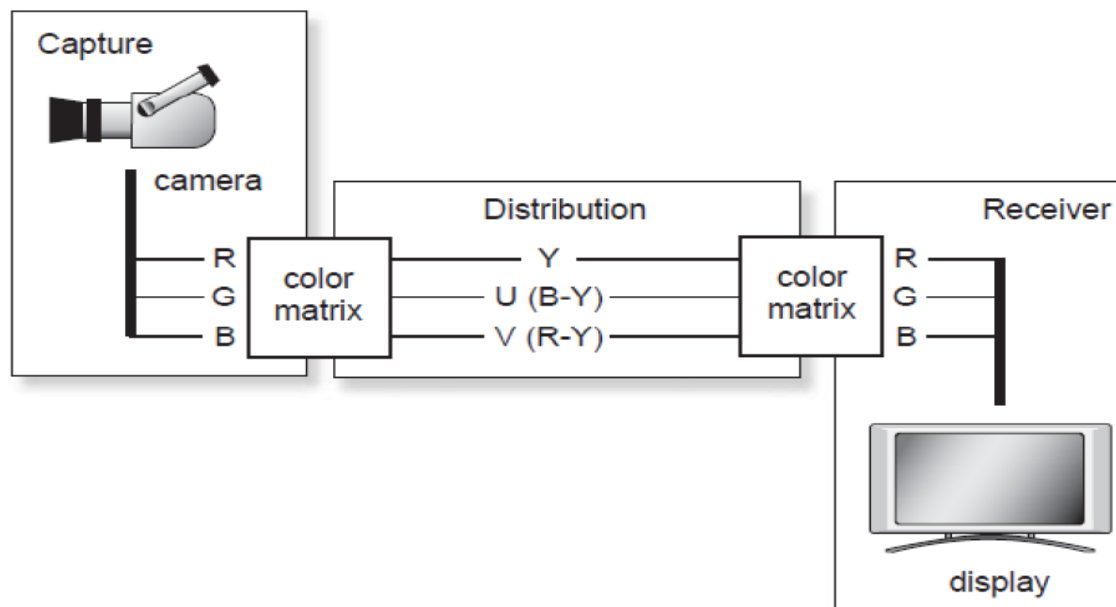 Capture
camera
R
G
B
color
matrix
Distribution
Y
U (B-Y)
V (R-Y)
color
matrix
Receiver
R
G
B
display